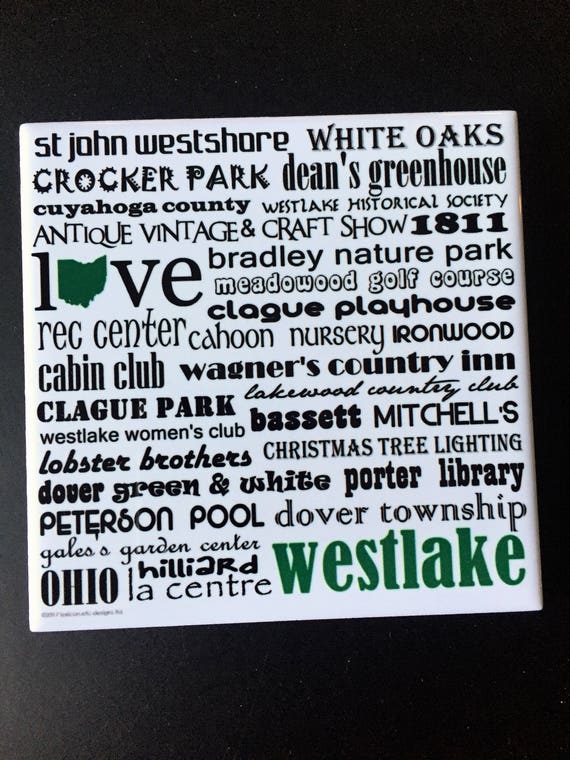 st john westshore WHITE OAKS
CROCKER PARK dean's greenhouse
cuyahoga county WESTLAKE HISTORICAL SOCIETY
ANTIQUE VINTAGE & CRAFT SHOW 1811
love bradley nature park
meadowood golf course
clague playhouse
rec center cahoon nursery IRONWOOD
cabin club wagner's country inn
lakewood country club
CLAGUE PARK bassett MITCHELL'S
westlake women's club
CHRISTMAS TREE LIGHTING
lobster brothers
dover green & white porter library
PETERSON POOL dover township
gales garden center
OHIO hilliard westlake
la centre